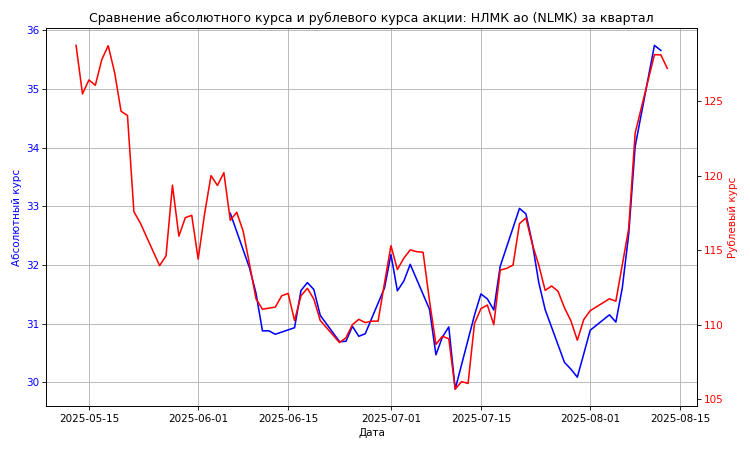 Сравнение абсолютного курса и рублевого курса акции: НЛМК ао (NLMK) за квартал
36
35
34
33
32
31
30
Абсолютный курс
125
120
115
110
105
Рублевый курс
2025-05-15 2025-06-01 2025-06-15 2025-07-01 2025-07-15 2025-08-01 2025-08-15
Дата